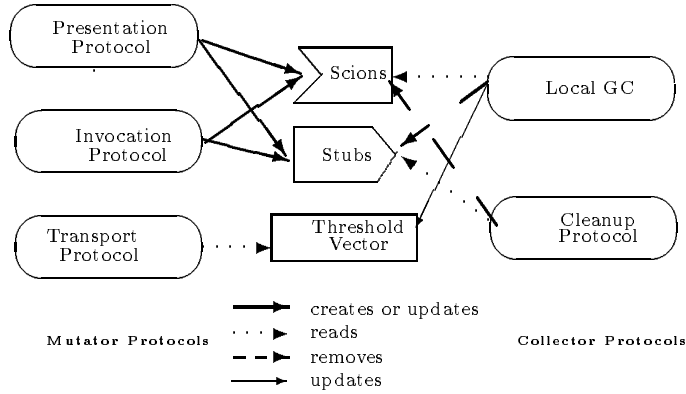 Presentation
Protocol
Scions
Local GC
Invocation
Protocol
Stubs
Transport
Protocol
Threshold
Vector
Cleanup
Protocol
creates or updates
reads
removes
updates
Mutator Protocols
Collector Protocols